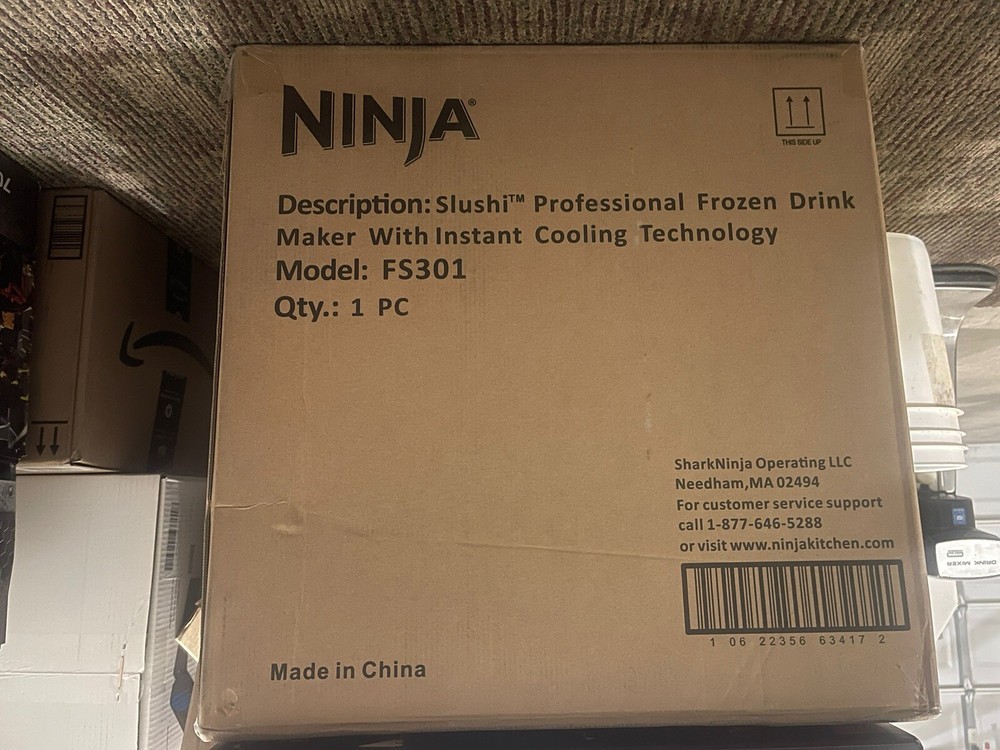 NINJA®
THIS SIDE UP
Description: Slushi™ Professional Frozen Drink
Maker With Instant Cooling Technology
Model: FS301
Qty.: 1 PC
SharkNinja Operating LLC
Needham,MA 02494
For customer service support
call 1-877-646-5288
or visit www.ninjakitchen.com
1 06 22356 63417 2
Made in China
DRINK MIXER